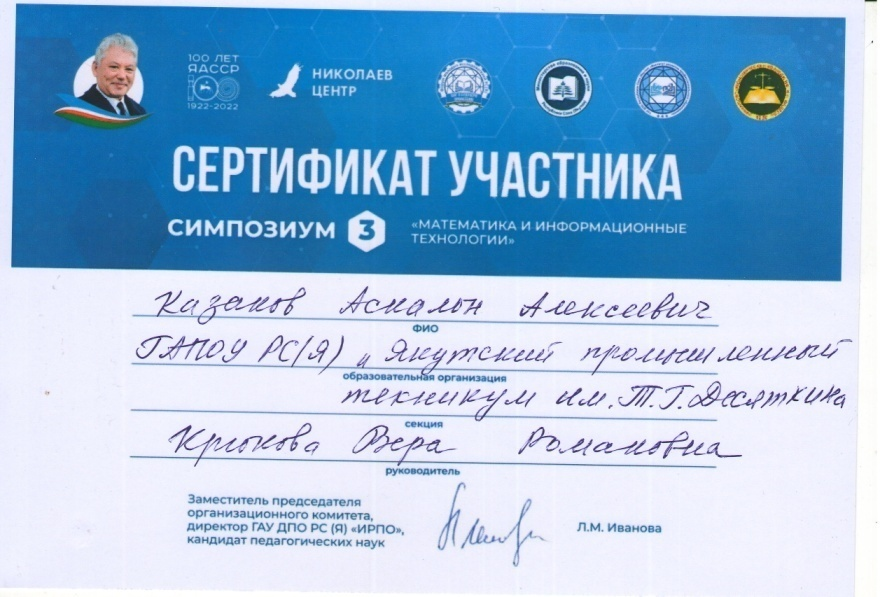 100 ЛЕТ
ЯАССР
100
1922-2022
НИКОЛАЕВ
ЦЕНТР
СЕРТИФИКАТ УЧАСТНИКА
СИМПОЗИУМ 3 «МАТЕМАТИКА И ИНФОРМАЦИОННЫЕ
ТЕХНОЛОГИИ»
Казаков Аскалон Алексеевич
ФИО
ГАПОУ РС(Я) „Якутский промышленный
образовательная организация
техникум им. Т.Г. Десяткина
секция
Крюкова Вера Романовна
руководитель
Заместитель председателя
организационного комитета,
директор ГАУ ДПО РС (Я) «ИРПО»,
кандидат педагогических наук
Л.М. Иванова